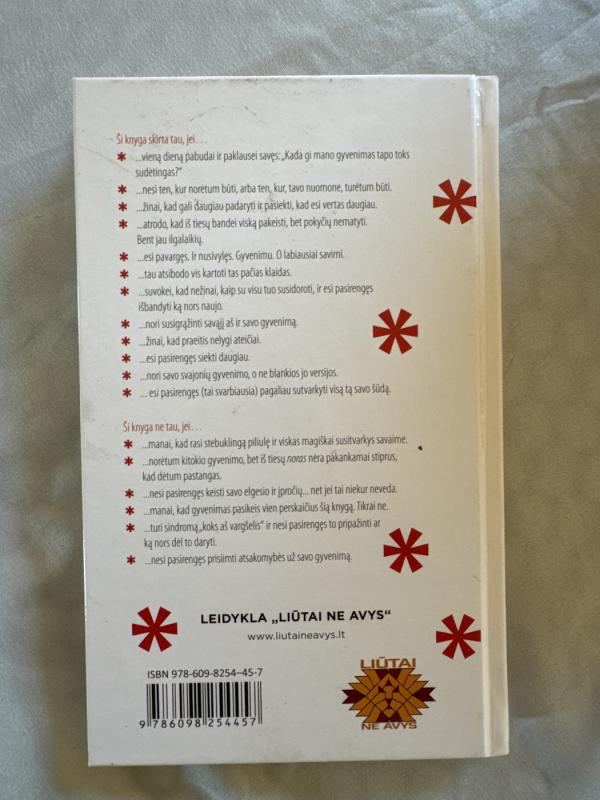 Ši knyga skirta tau, jei…
✱ ...vieną dieną pabudai ir paklausei savęs: „Kada gi mano gyvenimas tapo toks
sudėtingas?"
✱ ...nesi ten, kur norėtum būti, arba ten, kur, tavo nuomone, turėtum būti.
✱ ...žinai, kad gali daugiau padaryti ir pasiekti, kad esi vertas daugiau.
✱ ...atrodo, kad iš tiesų bandei viską pakeisti, bet pokyčių nematyti.
Bent jau ilgalaikių.
✱ ...esi pavargęs. Ir nusivylęs. Gyvenimu. O labiausiai savimi.
✱ ...tau atsibodo vis kartoti tas pačias klaidas.
✱ ...suvokei, kad nežinai, kaip su visu tuo susidoroti, ir esi pasirengęs
išbandyti ką nors naujo.
✱ ...nori susigrąžinti savąjį aš ir savo gyvenimą.
✱ ...žinai, kad praeitis nelygi ateičiai.
✱ ...esi pasirengęs siekti daugiau.
✱ ...nori savo svajonių gyvenimo, o ne blankios jo versijos.
✱ ... esi pasirengęs (tai svarbiausia) pagaliau sutvarkyti visą tą savo šūdą.
Ši knyga ne tau, jei…
✱ ...manai, kad rasi stebuklingą piliulę ir viskas magiškai susitvarkys savaime.
✱ ...norėtum kitokio gyvenimo, bet iš tiesų noras nėra pakankamai stiprus,
kad dėtum pastangas.
✱ ...nesi pasirengęs keisti savo elgesio ir įpročių... net jei tai niekur neveda.
✱ ...manai, kad gyvenimas pasikeis vien perskaičius šią knygą. Tikrai ne.
✱ ...turi sindromą „koks aš vargšelis" ir nesi pasirengęs to pripažinti ar
ką nors dėl to daryti.
✱ ...nesi pasirengęs prisiimti atsakomybės už savo gyvenimą.
LEIDYKLA „LIŪTAI NE AVYS"
www.liutaineavys.lt
ISBN 978-609-8254-45-7
9 786098 254457
LIŪTAI
NE AVYS